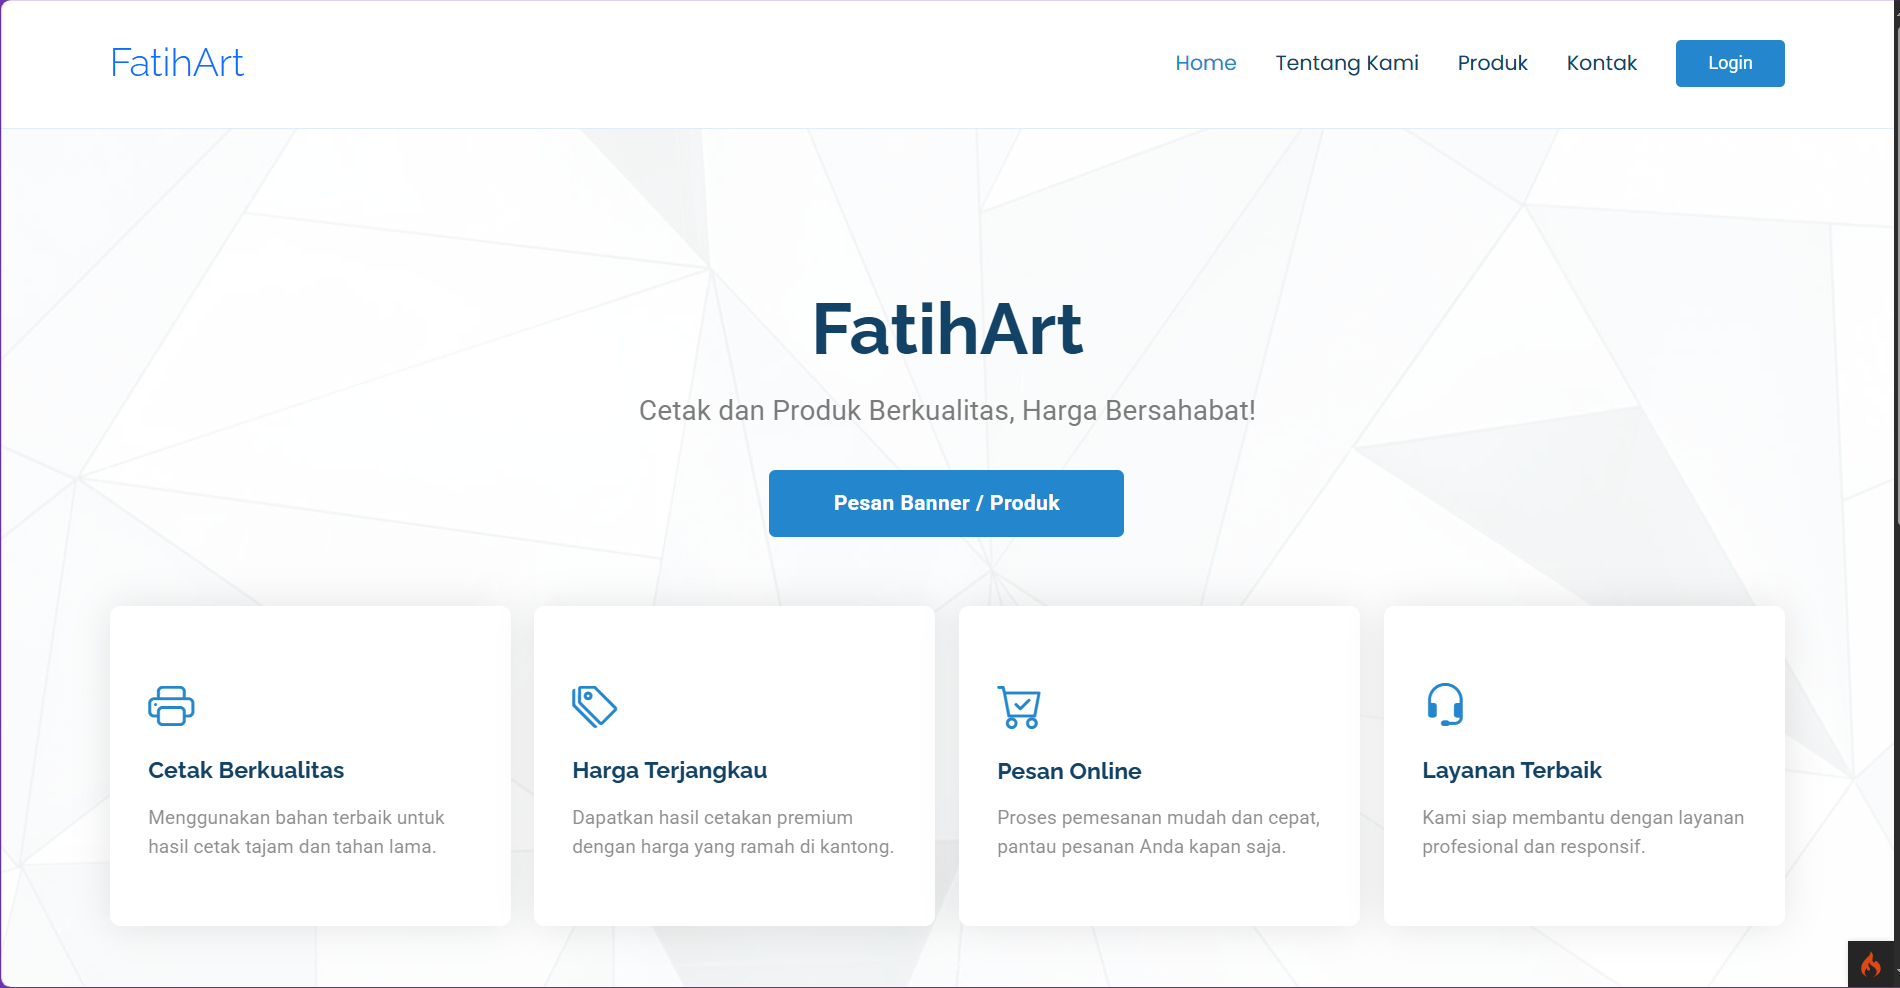 FatihArt
Home Tentang Kami Produk Kontak Login
FatihArt
Cetak dan Produk Berkualitas, Harga Bersahabat!
Pesan Banner / Produk
Cetak Berkualitas
Menggunakan bahan terbaik untuk
hasil cetak tajam dan tahan lama.
Harga Terjangkau
Dapatkan hasil cetakan premium
dengan harga yang ramah di kantong.
Pesan Online
Proses pemesanan mudah dan cepat,
pantau pesanan Anda kapan saja.
Layanan Terbaik
Kami siap membantu dengan layanan
profesional dan responsif.